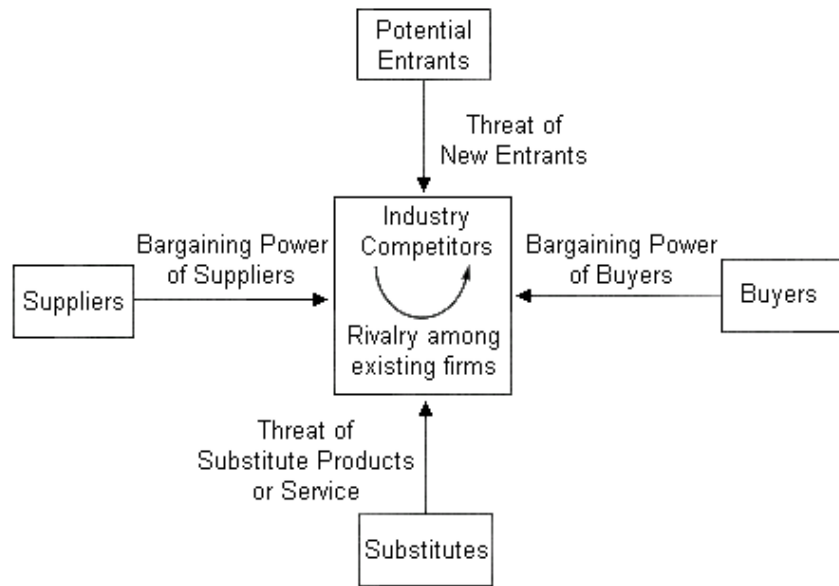 Potential
Entrants
Threat of
New Entrants
Industry
Competitors
Bargaining Power
of Suppliers
Bargaining Power
of Buyers
Suppliers
Buyers
Rivalry among
existing firms
Threat of
Substitute Products
or Service
Substitutes